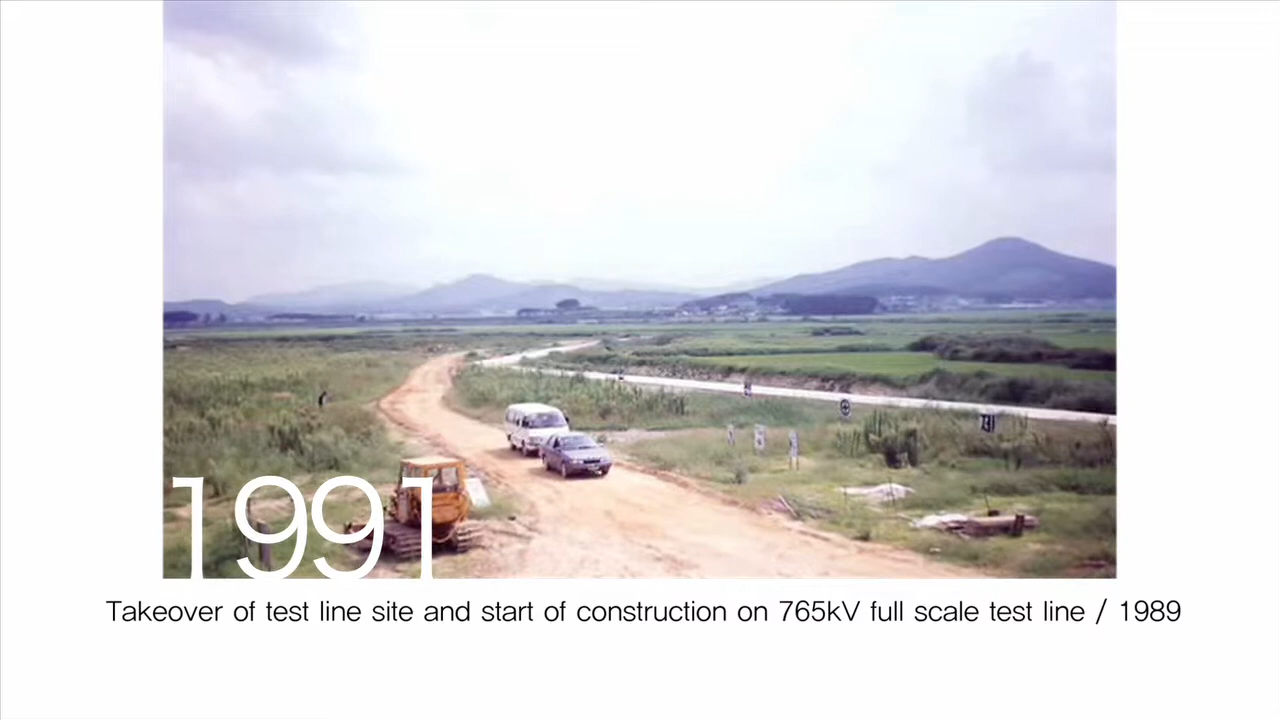 1991
Takeover of test line site and start of construction on 765kV full scale test line / 1989